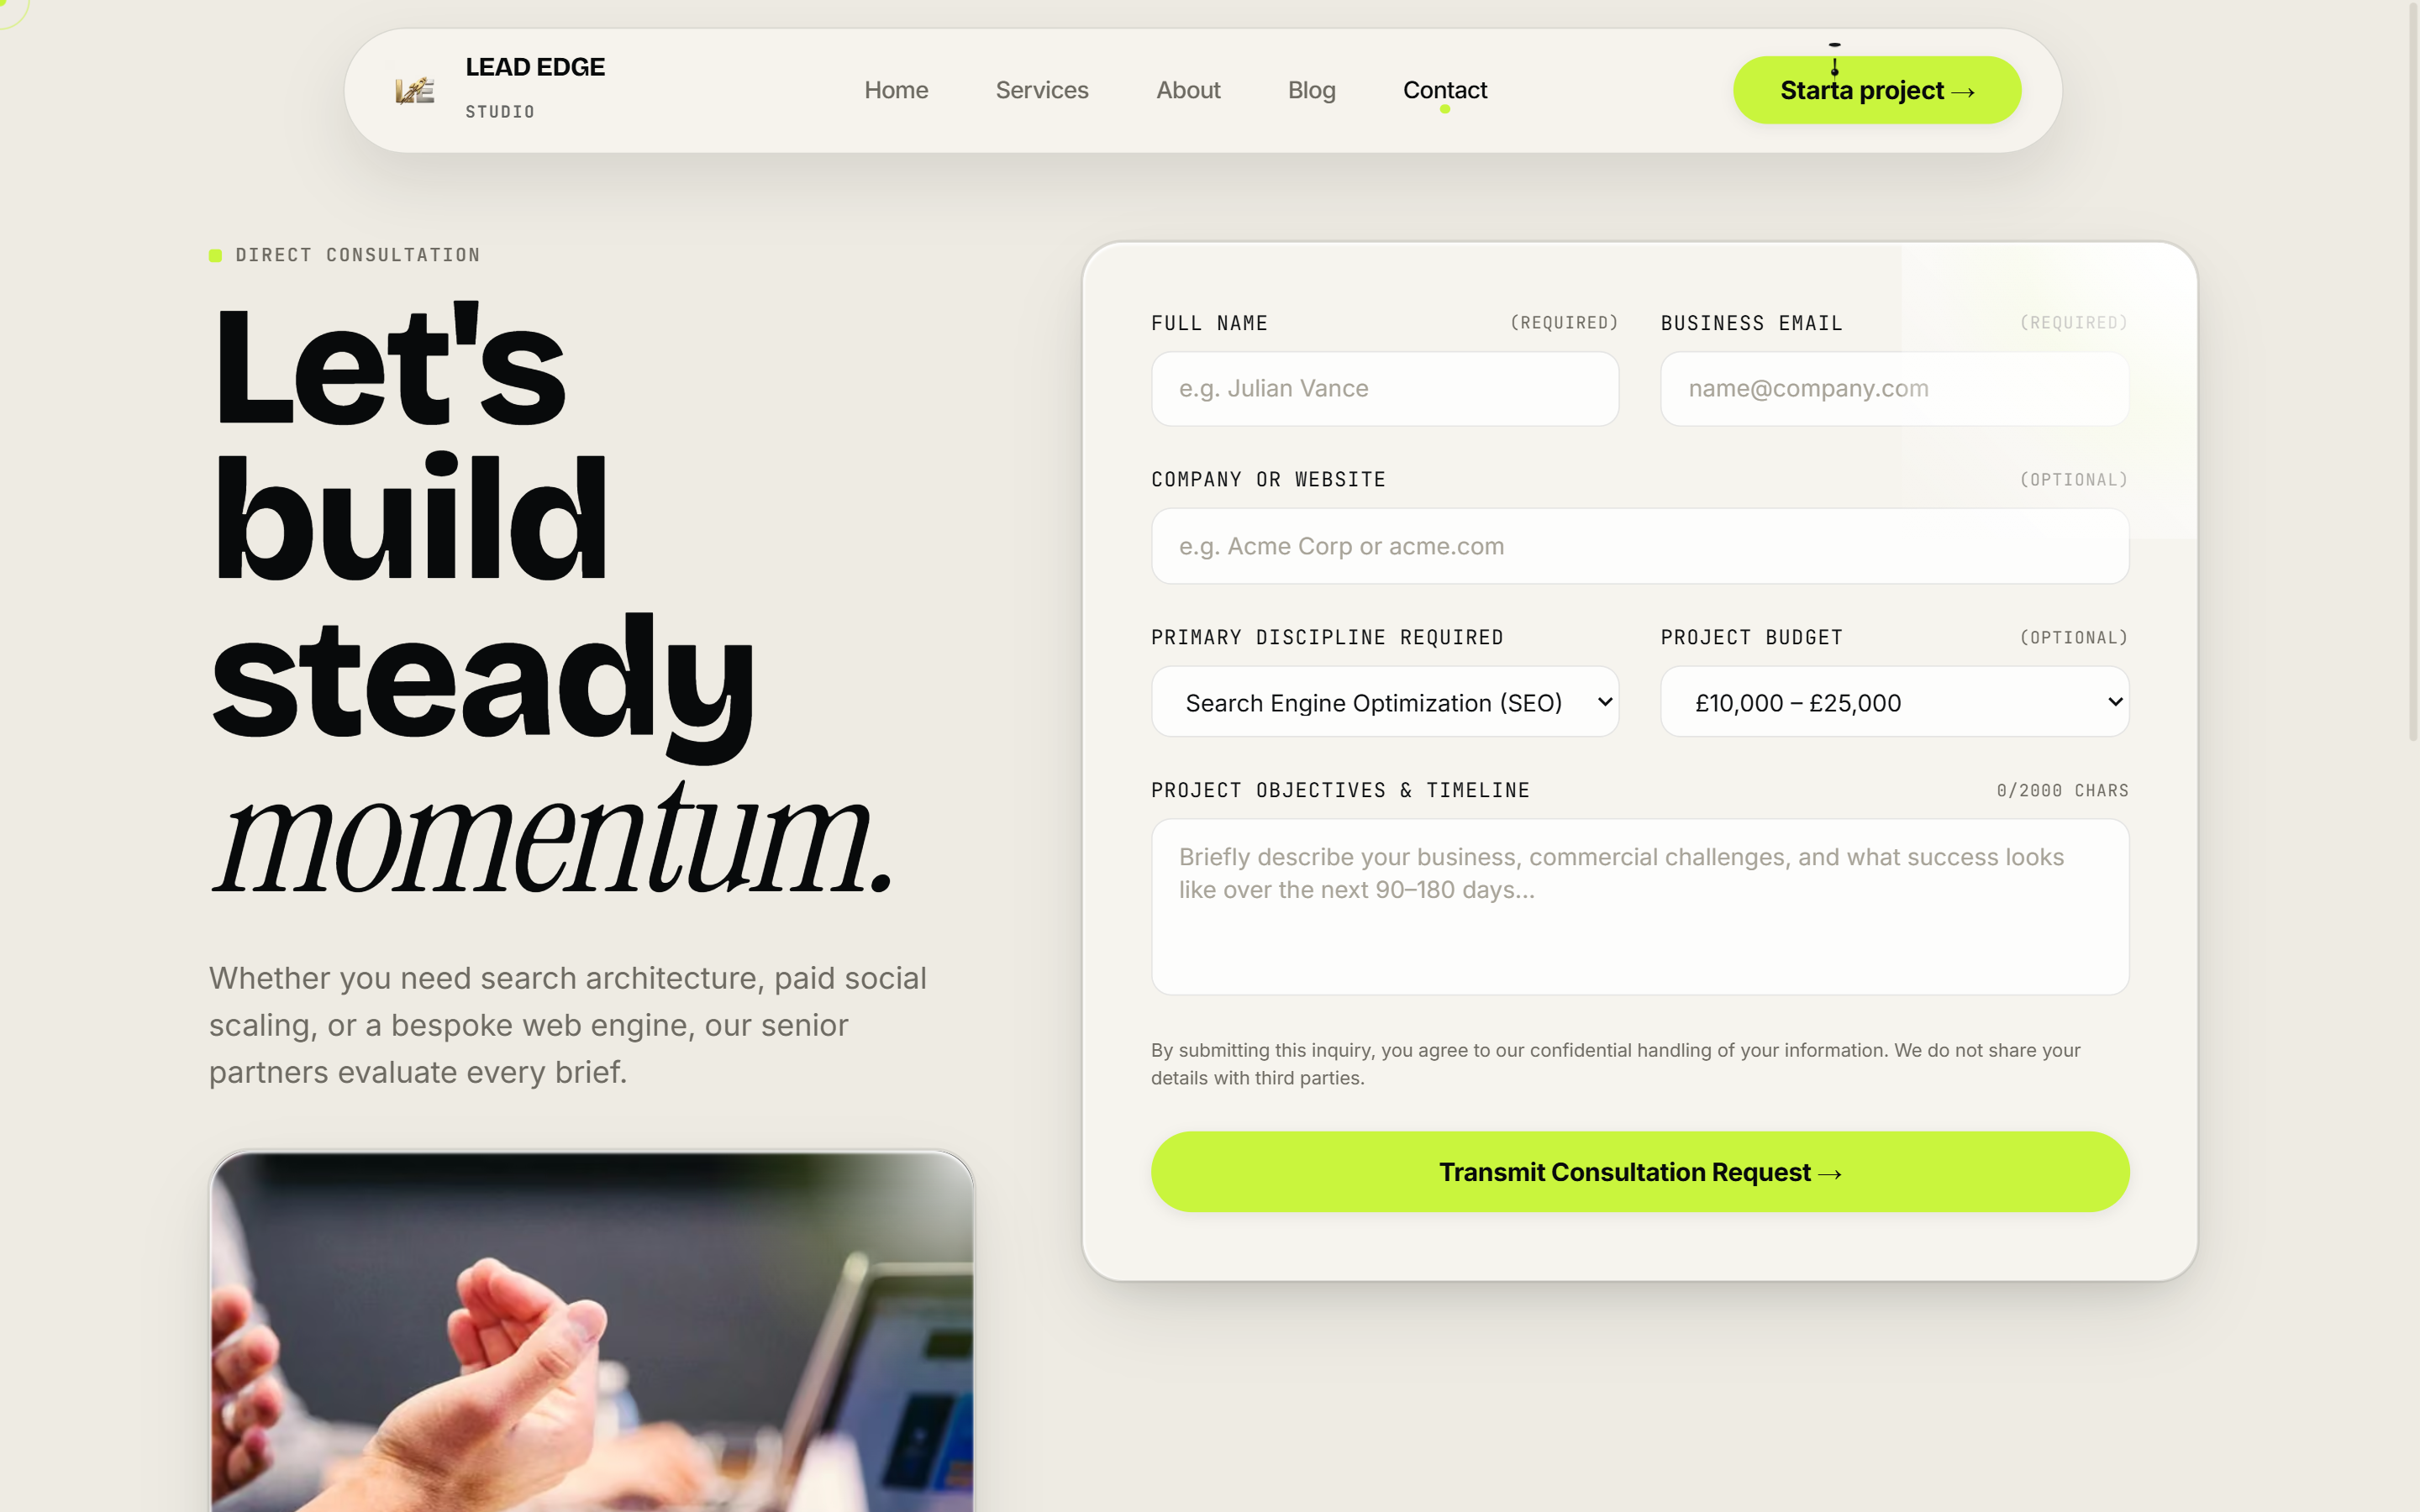 LEAD EDGE
STUDIO
Home
Services
About
Blog
Contact
Start a project →
DIRECT CONSULTATION
Let's
build
steady
momentum.
Whether you need search architecture, paid social
scaling, or a bespoke web engine, our senior
partners evaluate every brief.
FULL NAME (REQUIRED)
e.g. Julian Vance
BUSINESS EMAIL (REQUIRED)
name@company.com
COMPANY OR WEBSITE (OPTIONAL)
e.g. Acme Corp or acme.com
PRIMARY DISCIPLINE REQUIRED
Search Engine Optimization (SEO)
PROJECT BUDGET (OPTIONAL)
£10,000 – £25,000
PROJECT OBJECTIVES & TIMELINE 0/2000 CHARS
Briefly describe your business, commercial challenges, and what success looks
like over the next 90–180 days...
By submitting this inquiry, you agree to our confidential handling of your information. We do not share your
details with third parties.
Transmit Consultation Request →